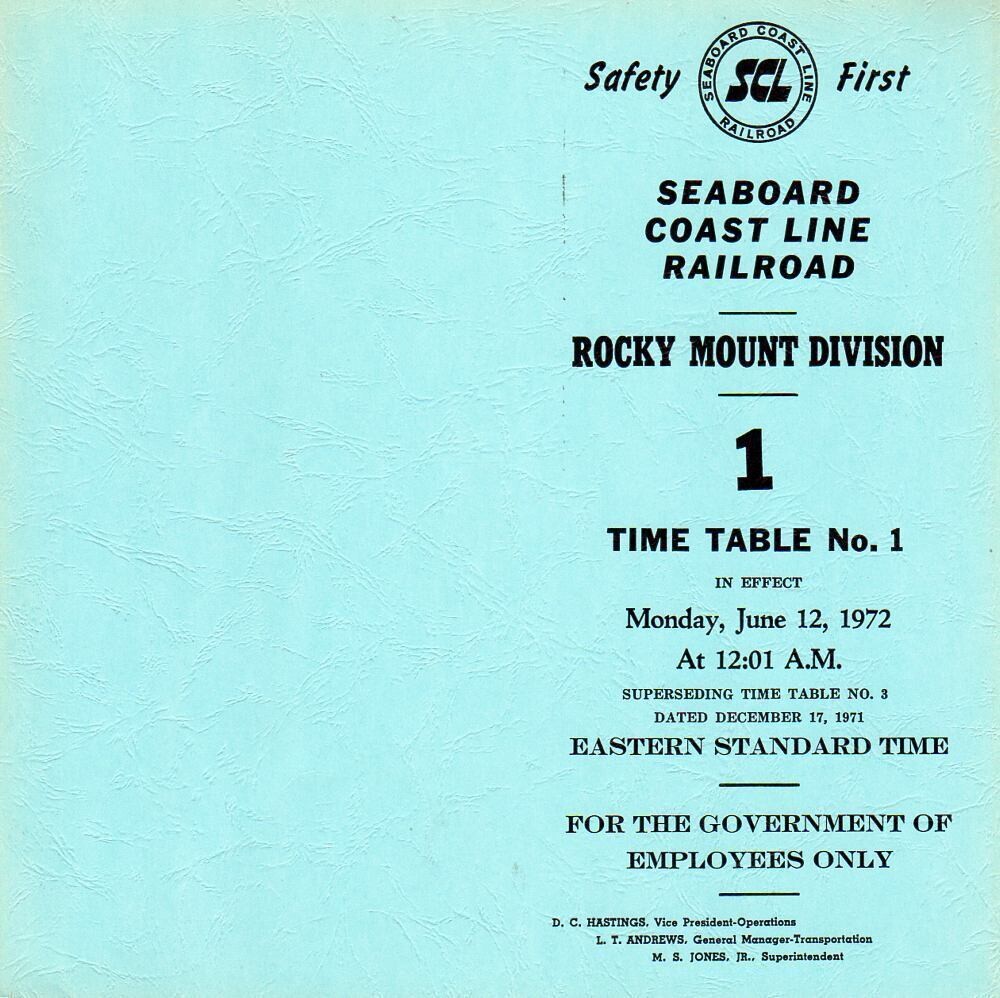 Safety
SEABOARD COAST LINE
SCL
RAILROAD
First
SEABOARD
COAST LINE
RAILROAD
ROCKY MOUNT DIVISION
1
TIME TABLE No. 1
IN EFFECT
Monday, June 12, 1972
At 12:01 A.M.
SUPERSEDING TIME TABLE NO. 3
DATED DECEMBER 17, 1971
EASTERN STANDARD TIME
FOR THE GOVERNMENT OF
EMPLOYEES ONLY
D. C. HASTINGS, Vice President-Operations
L. T. ANDREWS, General Manager-Transportation
M. S. JONES, JR., Superintendent